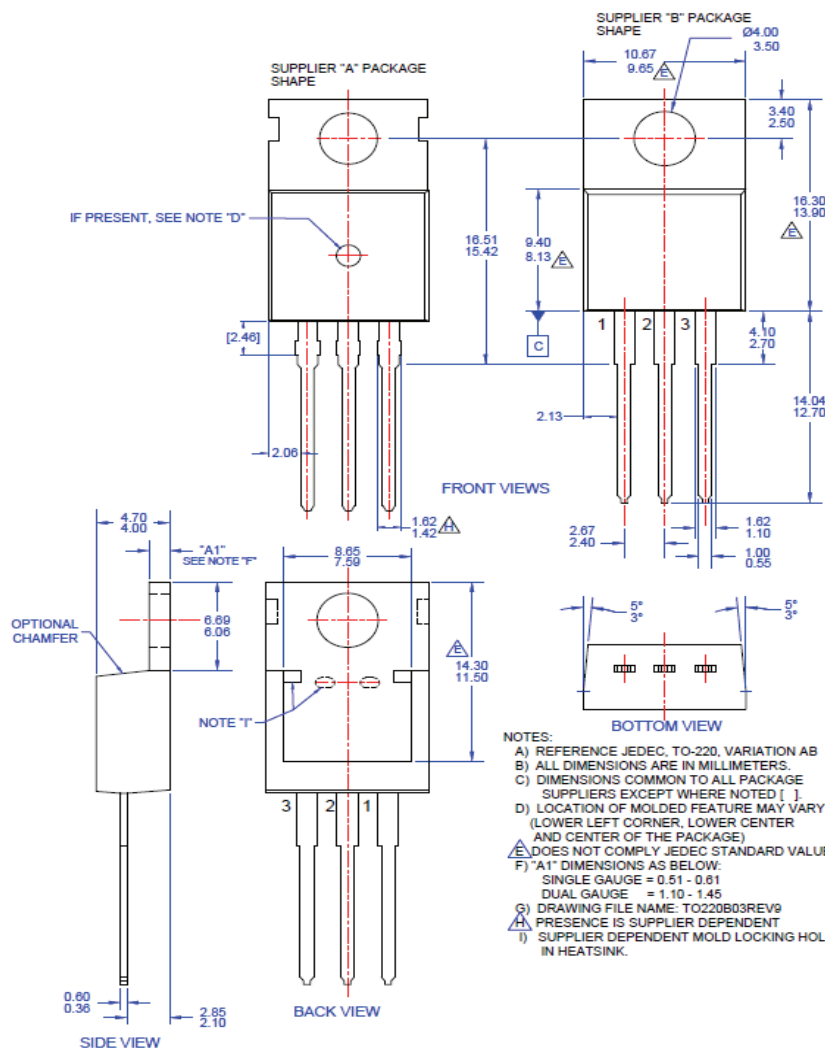 SUPPLIER "B" PACKAGE
SHAPE
Ø4.00
3.50
10.67
9.65 E
SUPPLIER "A" PACKAGE
SHAPE
3.40
2.50
IF PRESENT, SEE NOTE "D"
16.51
15.42
9.40
8.13 E
16.30
13.90
E
[2.46]
C
1 2 3
4.10
2.70
14.04
12.70
2.13
2.06
FRONT VIEWS
1.62
1.42 H
2.67
2.40
1.62
1.10
1.00
0.55
4.70
4.00
"A1"
SEE NOTE "F"
8.65
7.59
OPTIONAL
CHAMFER
6.69
6.06
E
14.30
11.50
5°
3°
5°
3°
NOTE "I"
BOTTOM VIEW
3 2 1
NOTES:
A) REFERENCE JEDEC, TO-220, VARIATION AB
B) ALL DIMENSIONS ARE IN MILLIMETERS.
C) DIMENSIONS COMMON TO ALL PACKAGE
SUPPLIERS EXCEPT WHERE NOTED [ ].
D) LOCATION OF MOLDED FEATURE MAY VARY
(LOWER LEFT CORNER, LOWER CENTER
AND CENTER OF THE PACKAGE)
E DOES NOT COMPLY JEDEC STANDARD VALUE
F) "A1" DIMENSIONS AS BELOW:
SINGLE GAUGE = 0.51 - 0.61
DUAL GAUGE = 1.10 - 1.45
G) DRAWING FILE NAME: TO220B03REV9
H PRESENCE IS SUPPLIER DEPENDENT
I) SUPPLIER DEPENDENT MOLD LOCKING HOL
IN HEATSINK.
0.60
0.36
2.85
2.10
BACK VIEW
SIDE VIEW